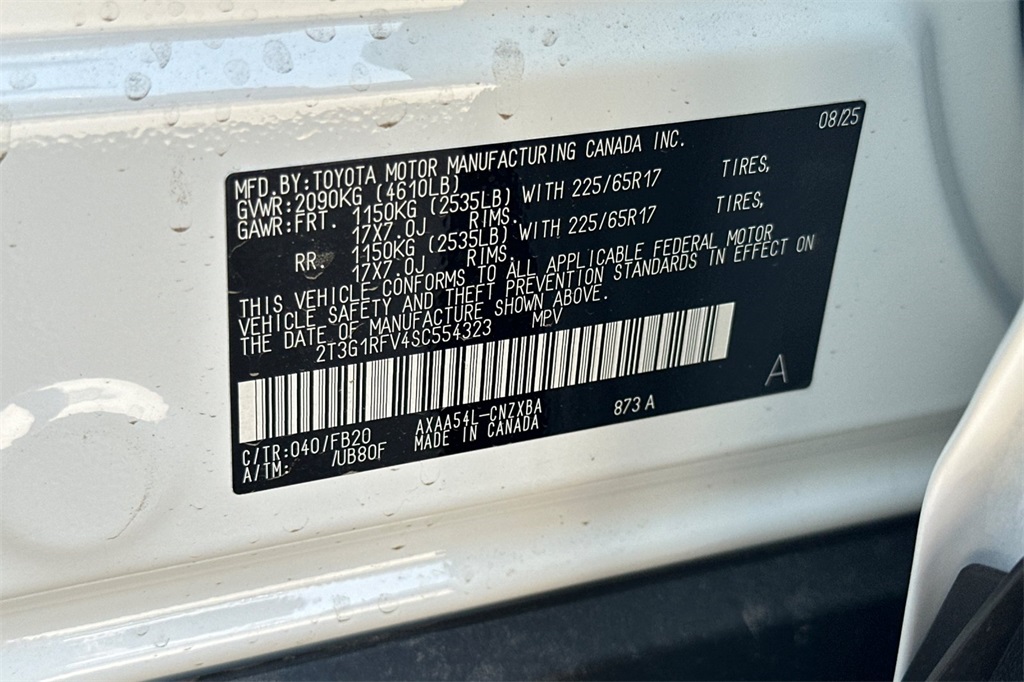 08/25
MFD.BY:TOYOTA MOTOR MANUFACTURING CANADA INC.
GVWR:2090KG (4610LB)
GAWR:FRT. 1150KG (2535LB) WITH 225/65R17 TIRES,
17X7.0J RIMS.
RR. 1150KG (2535LB) WITH 225/65R17 TIRES,
17X7.0J RIMS.
THIS VEHICLE CONFORMS TO ALL APPLICABLE FEDERAL MOTOR
VEHICLE SAFETY AND THEFT PREVENTION STANDARDS IN EFFECT ON
THE DATE OF MANUFACTURE SHOWN ABOVE.
2T3G1RFV4SC554323 MPV
A
C/TR:040/FB20 AXAA54L-CNZXBA 873 A
A/TM: /UB80F MADE IN CANADA